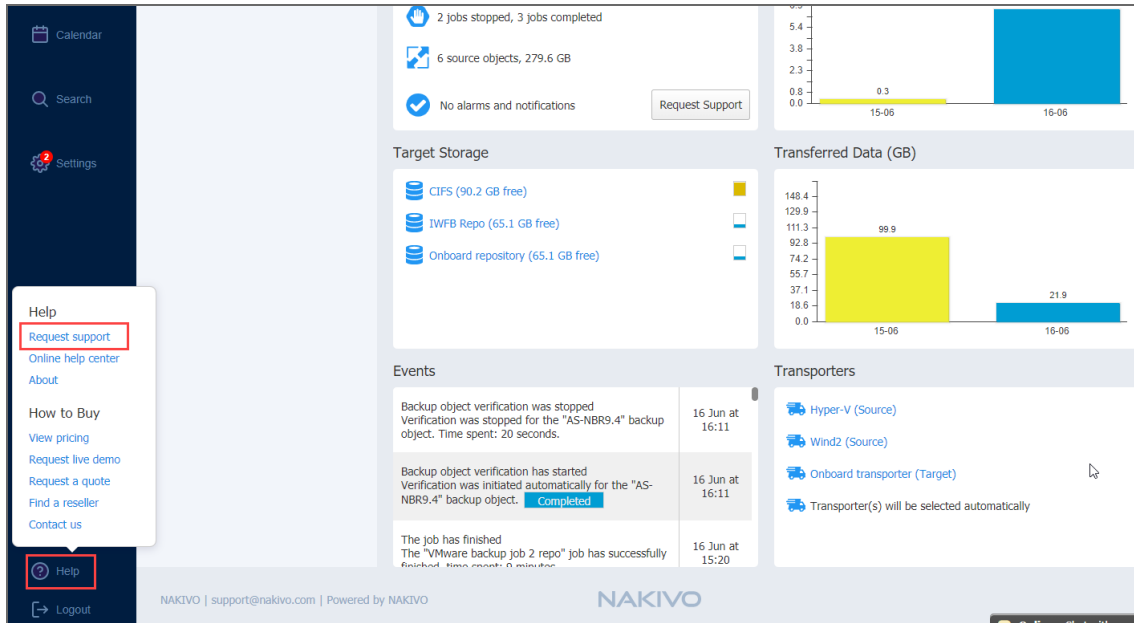 Calendar
Search
2
Settings
Help
Request support
Online help center
About
How to Buy
View pricing
Request live demo
Request a quote
Find a reseller
Contact us
Help
Logout
2 jobs stopped, 3 jobs completed
6 source objects, 279.6 GB
No alarms and notifications
Request Support
5.4
3.8
2.3
0.8
0.0
0.3
15-06
16-06
Target Storage
CIFS (90.2 GB free)
IWFB Repo (65.1 GB free)
Onboard repository (65.1 GB free)
Transferred Data (GB)
148.4
129.9
111.3
92.8
74.2
55.7
37.1
18.6
0.0
99.9
21.9
15-06
16-06
Events
Backup object verification was stopped
Verification was stopped for the "AS-NBR9.4" backup
object. Time spent: 20 seconds.
16 Jun at
16:11
Backup object verification has started
Verification was initiated automatically for the "AS-
NBR9.4" backup object. Completed
16 Jun at
16:11
The job has finished
The "VMware backup job 2 repo" job has successfully
finished, time spent: 9 minutes
16 Jun at
15:20
Transporters
Hyper-V (Source)
Wind2 (Source)
Onboard transporter (Target)
Transporter(s) will be selected automatically
NAKIVO | support@nakivo.com | Powered by NAKIVO
NAKIVO